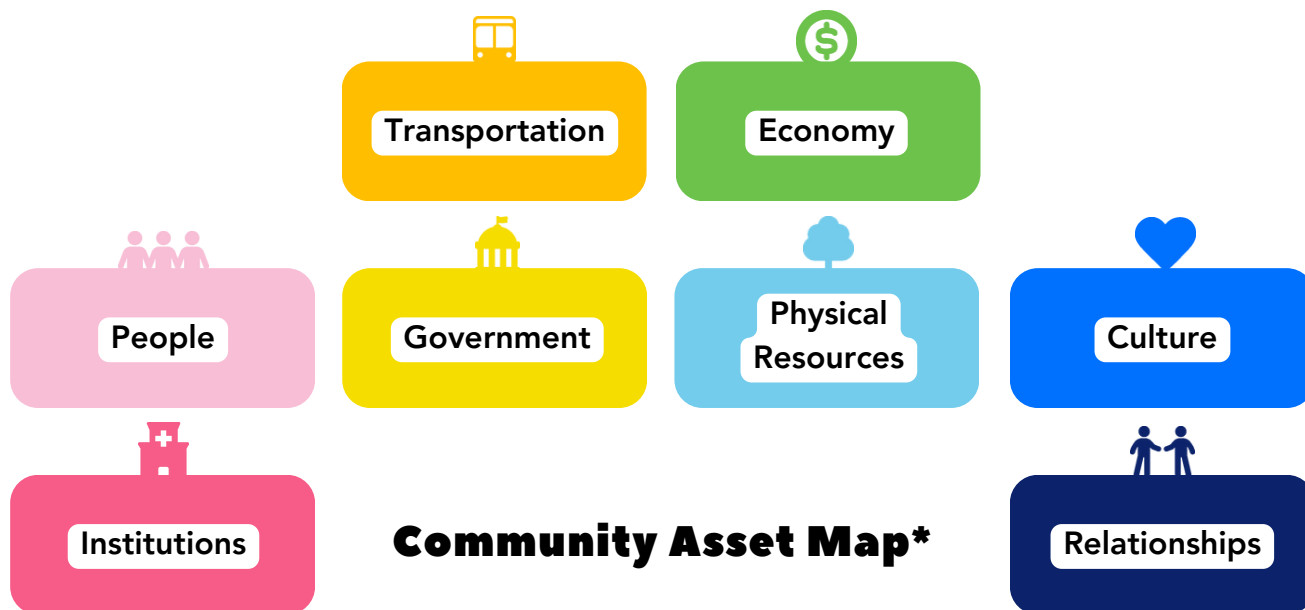 $
Transportation
Economy
People
Government
Physical
Resources
Culture
Institutions
Community Asset Map*
Relationships